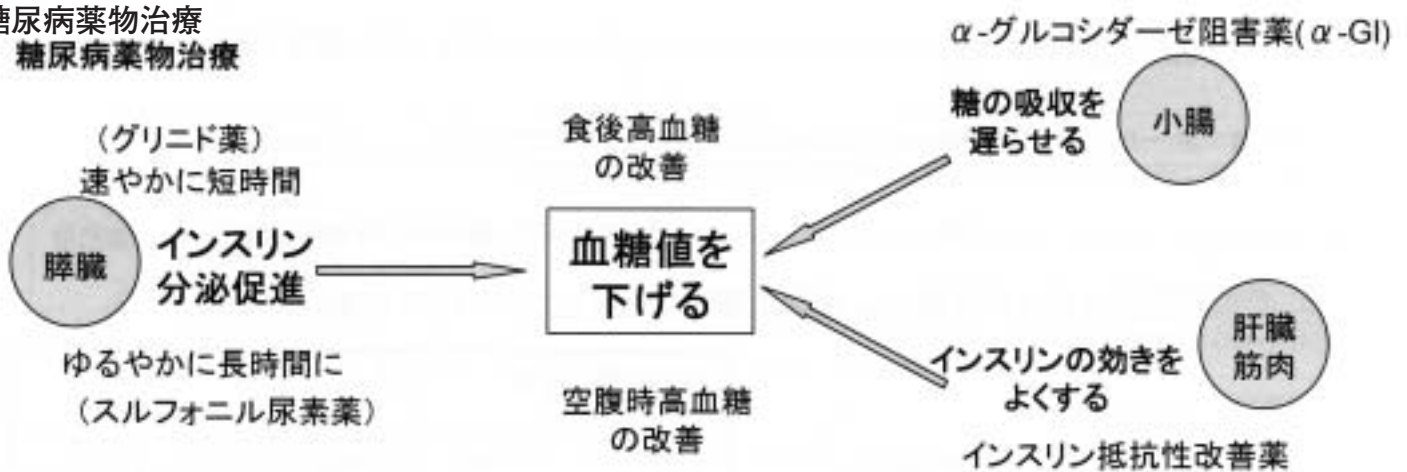 糖尿病薬物治療
糖尿病薬物治療
(グリニド薬)
速やかに短時間
膵臓
インスリン
分泌促進
ゆるやかに長時間に
(スルフォニル尿素薬)
食後高血糖
の改善
血糖値を
下げる
空腹時高血糖
の改善
α-グルコシダーゼ阻害薬(α-GI)
糖の吸収を
遅らせる
小腸
肝臓
筋肉
インスリンの効きを
よくする
インスリン抵抗性改善薬